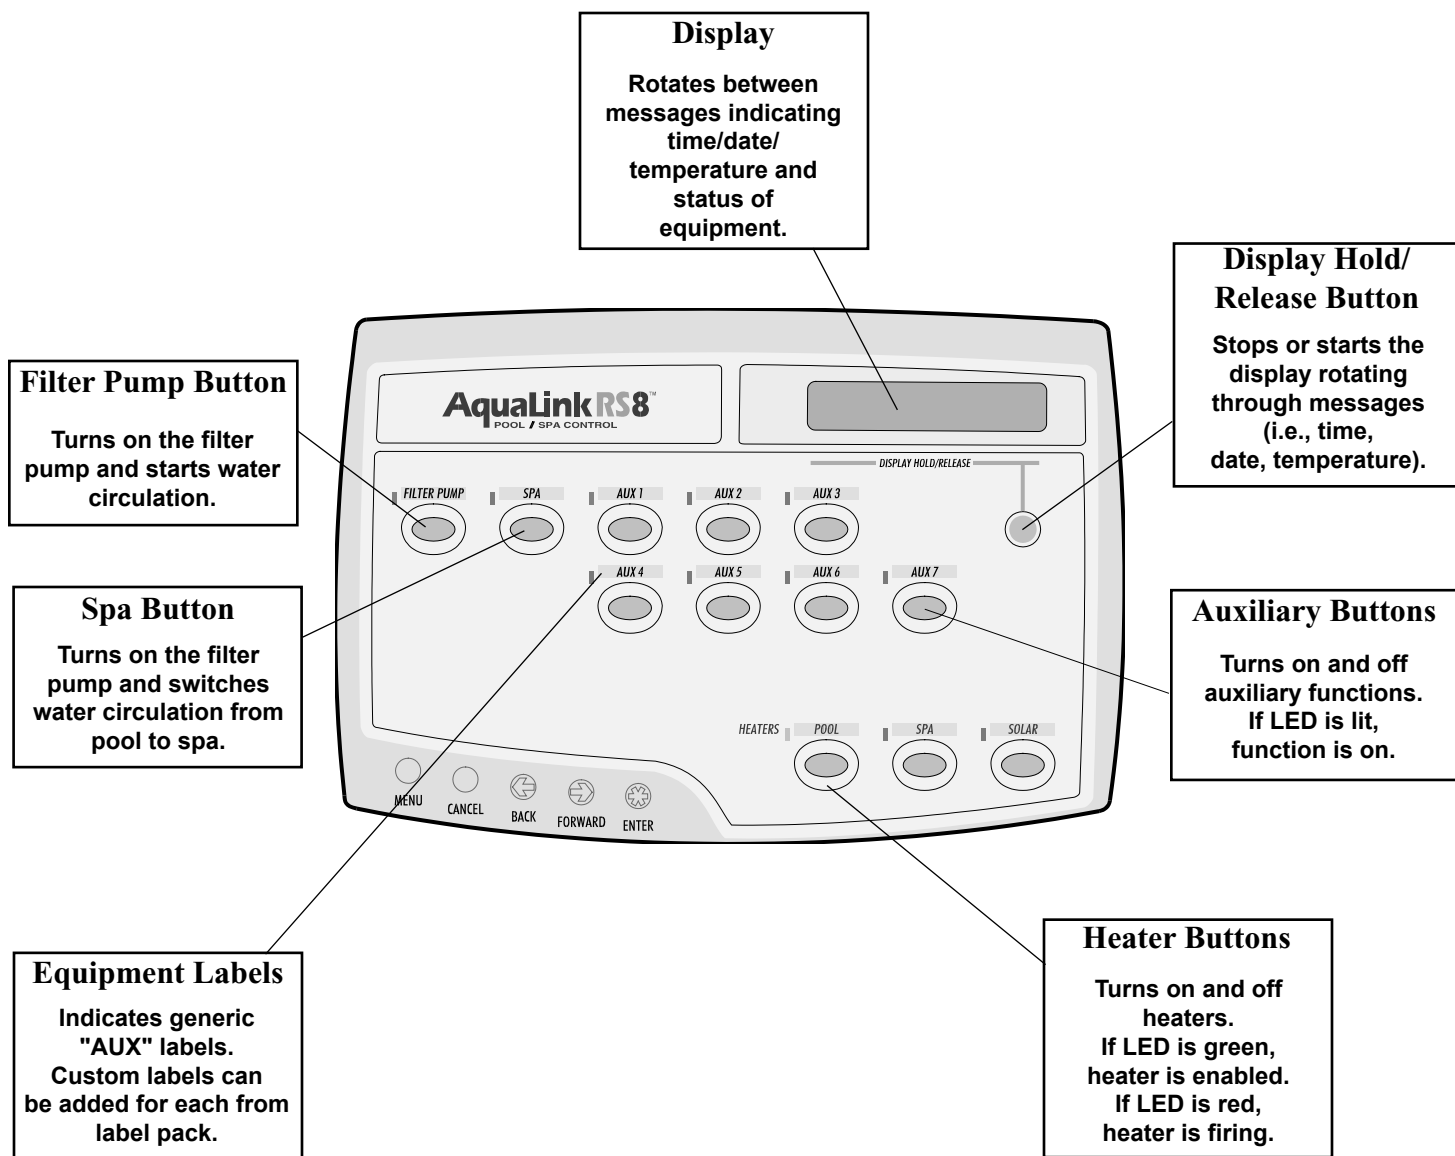 Display
Rotates between
messages indicating
time/date/
temperature and
status of
equipment.
Display Hold/
Release Button
Stops or starts the
display rotating
through messages
(i.e., time,
date, temperature).
Filter Pump Button
Turns on the filter
pump and starts water
circulation.
AquaLink RS8™
POOL / SPA CONTROL
DISPLAY HOLD/RELEASE
FILTER PUMP
SPA
AUX 1
AUX 2
AUX 3
AUX 4
AUX 5
AUX 6
AUX 7
Spa Button
Turns on the filter
pump and switches
water circulation from
pool to spa.
Auxiliary Buttons
Turns on and off
auxiliary functions.
If LED is lit,
function is on.
HEATERS
POOL
SPA
SOLAR
MENU
CANCEL
BACK
FORWARD
ENTER
Equipment Labels
Indicates generic
"AUX" labels.
Custom labels can
be added for each from
label pack.
Heater Buttons
Turns on and off
heaters.
If LED is green,
heater is enabled.
If LED is red,
heater is firing.